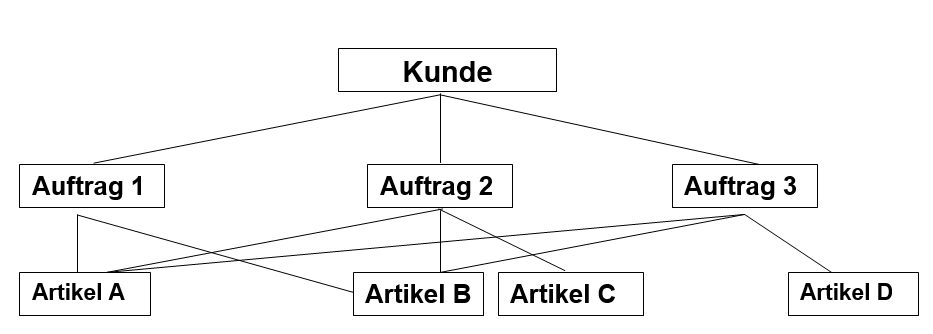 Kunde
Auftrag 1
Auftrag 2
Auftrag 3
Artikel A
Artikel B
Artikel C
Artikel D